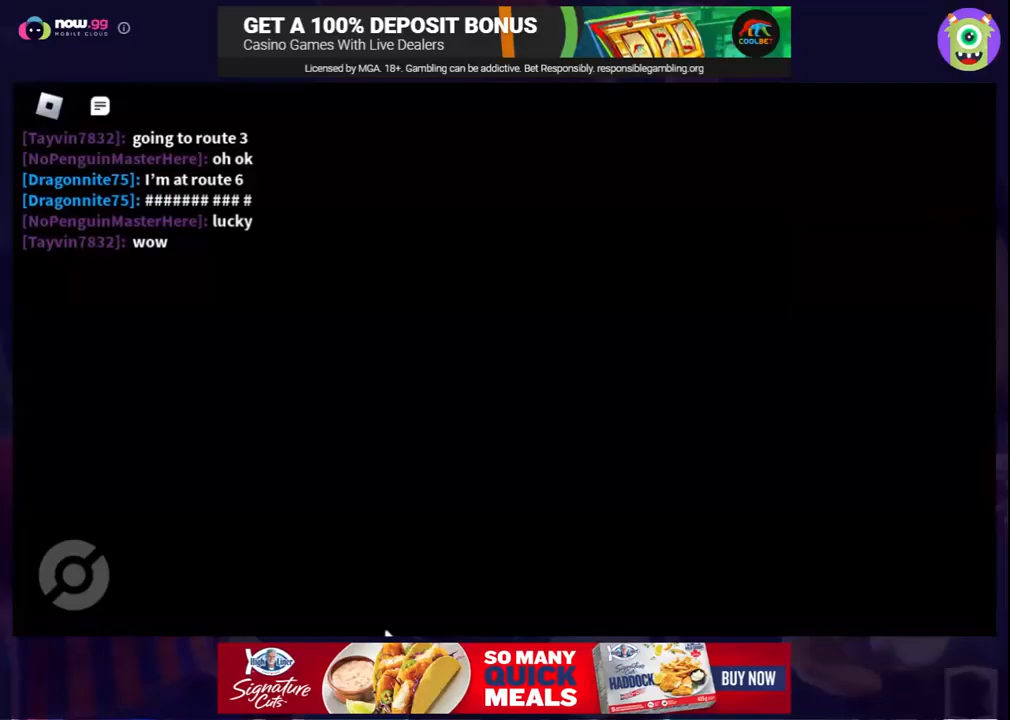 now.gg
MOBILE CLOUD
GET A 100% DEPOSIT BONUS
Casino Games With Live Dealers
COOLBET
Licensed by MGA. 18+. Gambling can be addictive. Bet Responsibly. responsiblegambling.org
[Tayvin7832]: going to route 3
[NoPenguinMasterHere]: oh ok
[Dragonnite75]: I'm at route 6
[Dragonnite75]: ####### ### #
[NoPenguinMasterHere]: lucky
[Tayvin7832]: wow
High Liner
Signature
Cuts
SO MANY
QUICK
MEALS
High Liner
Signature Cuts
HADDOCK
BUY NOW